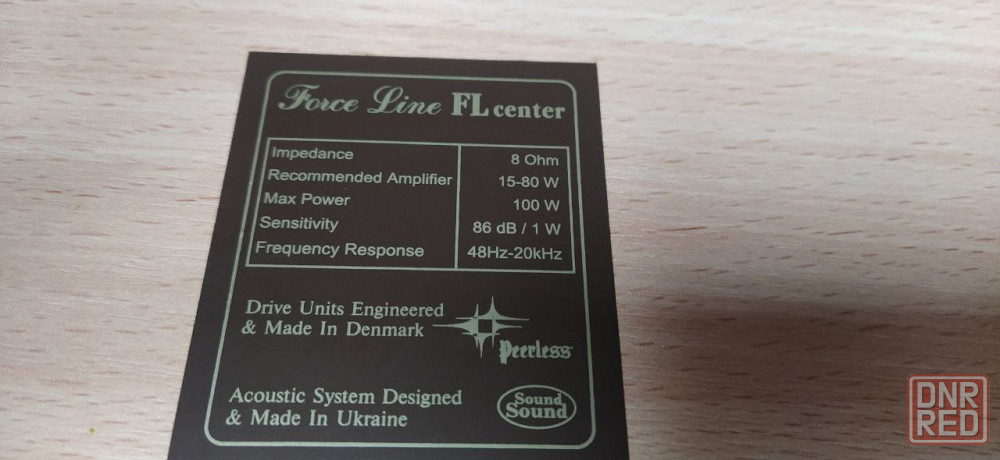 Force Line FL center
Impedance 8 Ohm
Recommended Amplifier 15-80 W
Max Power 100 W
Sensitivity 86 dB / 1 W
Frequency Response 48Hz-20kHz
Drive Units Engineered
& Made In Denmark
Peerless
Acoustic System Designed
& Made In Ukraine
Sound
Sound
DNR
RED